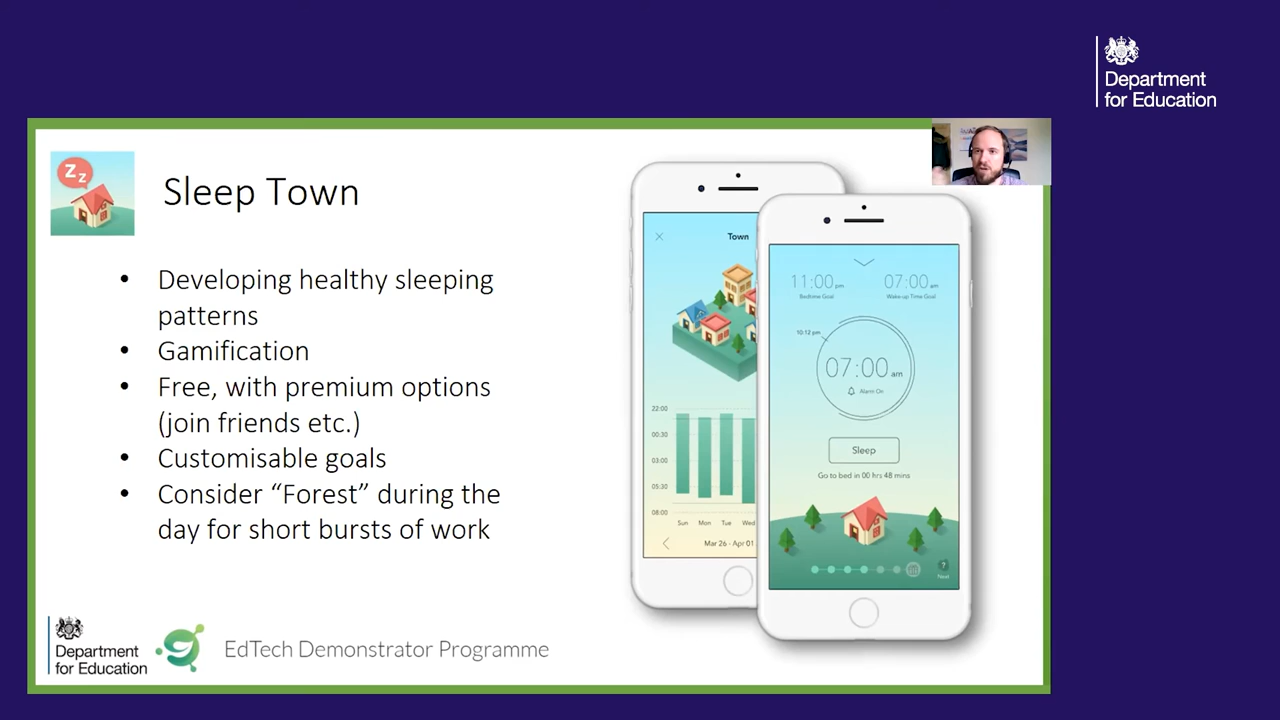 Department
for Education
Z Z
Sleep Town
• Developing healthy sleeping
patterns
• Gamification
• Free, with premium options
(join friends etc.)
• Customisable goals
• Consider “Forest” during the
day for short bursts of work
Town
22:00
00:30
03:00
05:30
08:00
Sun Mon Tue Wed
Mar 26 - Apr 01
11:00 pm
Bedtime Goal
07:00 am
Wake-up Time Goal
10:12 pm
07:00 am
Alarm On
Sleep
Go to bed in 00 hrs 48 mins
?
Next
Department
for Education
EdTech Demonstrator Programme